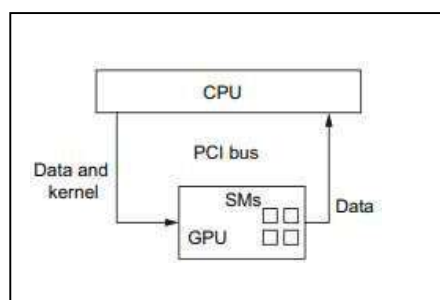 CPU
PCI bus
Data and
kernel
SMs
Data
GPU